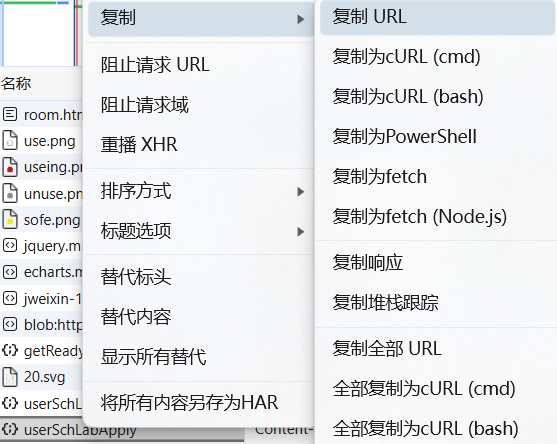 复制
阻止请求 URL
阻止请求域
重播 XHR
排序方式
标题选项
替代标头
替代内容
显示所有替代
将所有内容另存为HAR
复制 URL
复制为cURL (cmd)
复制为cURL (bash)
复制为PowerShell
复制为fetch
复制为fetch (Node.js)
复制响应
复制堆栈跟踪
复制全部 URL
全部复制为cURL (cmd)
全部复制为cURL (bash)
名称
room.htm
use.png
useing.pn
unuse.pn
sofe.png
jquery.m
echarts.m
jweixin-1
blob:http
getReady
20.svg
userSchL
userSchLabApply
Content-